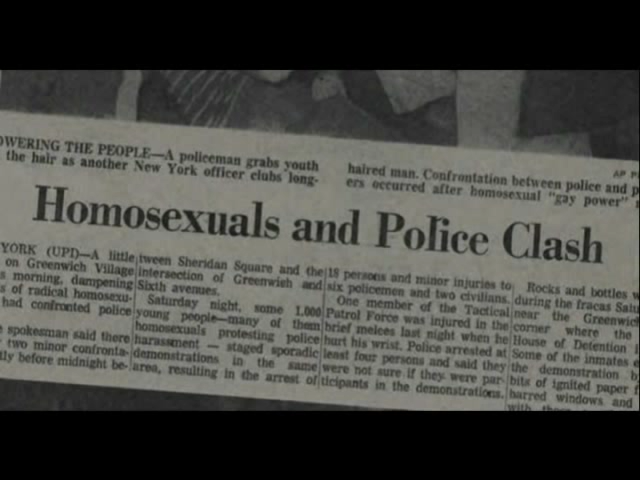 OWERING THE PEOPLE—A policeman grabs youth
the hair as another New York officer clubs long-
haired man. Confrontation between police and p
ers occurred after homosexual "gay power"
AP P
Homosexuals and Police Clash
YORK (UPI)—A little
on Greenwich Village
s morning, dampening
s of radical homosexu-
had confronted police
spokesman said there
two minor confronta-
lly before midnight be-
tween Sheridan Square and the
intersection of Greenwich and
Sixth avenues.
Saturday night, some 1,000
young people—many of them
homosexuals protesting police
harassment — staged sporadic
demonstrations in the same
area, resulting in the arrest of
18 persons and minor injuries to
six policemen and two civilians.
One member of the Tactical
Patrol Force was injured in the
brief melees last night when he
hurt his wrist. Police arrested at
least four persons and said they
were not sure if they were par-
ticipants in the demonstrations.
Rocks and bottles
during the fracas Satu
near the Greenwic
corner where the
House of Detention
Some of the inmates
the demonstration b
bits of ignited paper f
barred windows and
with